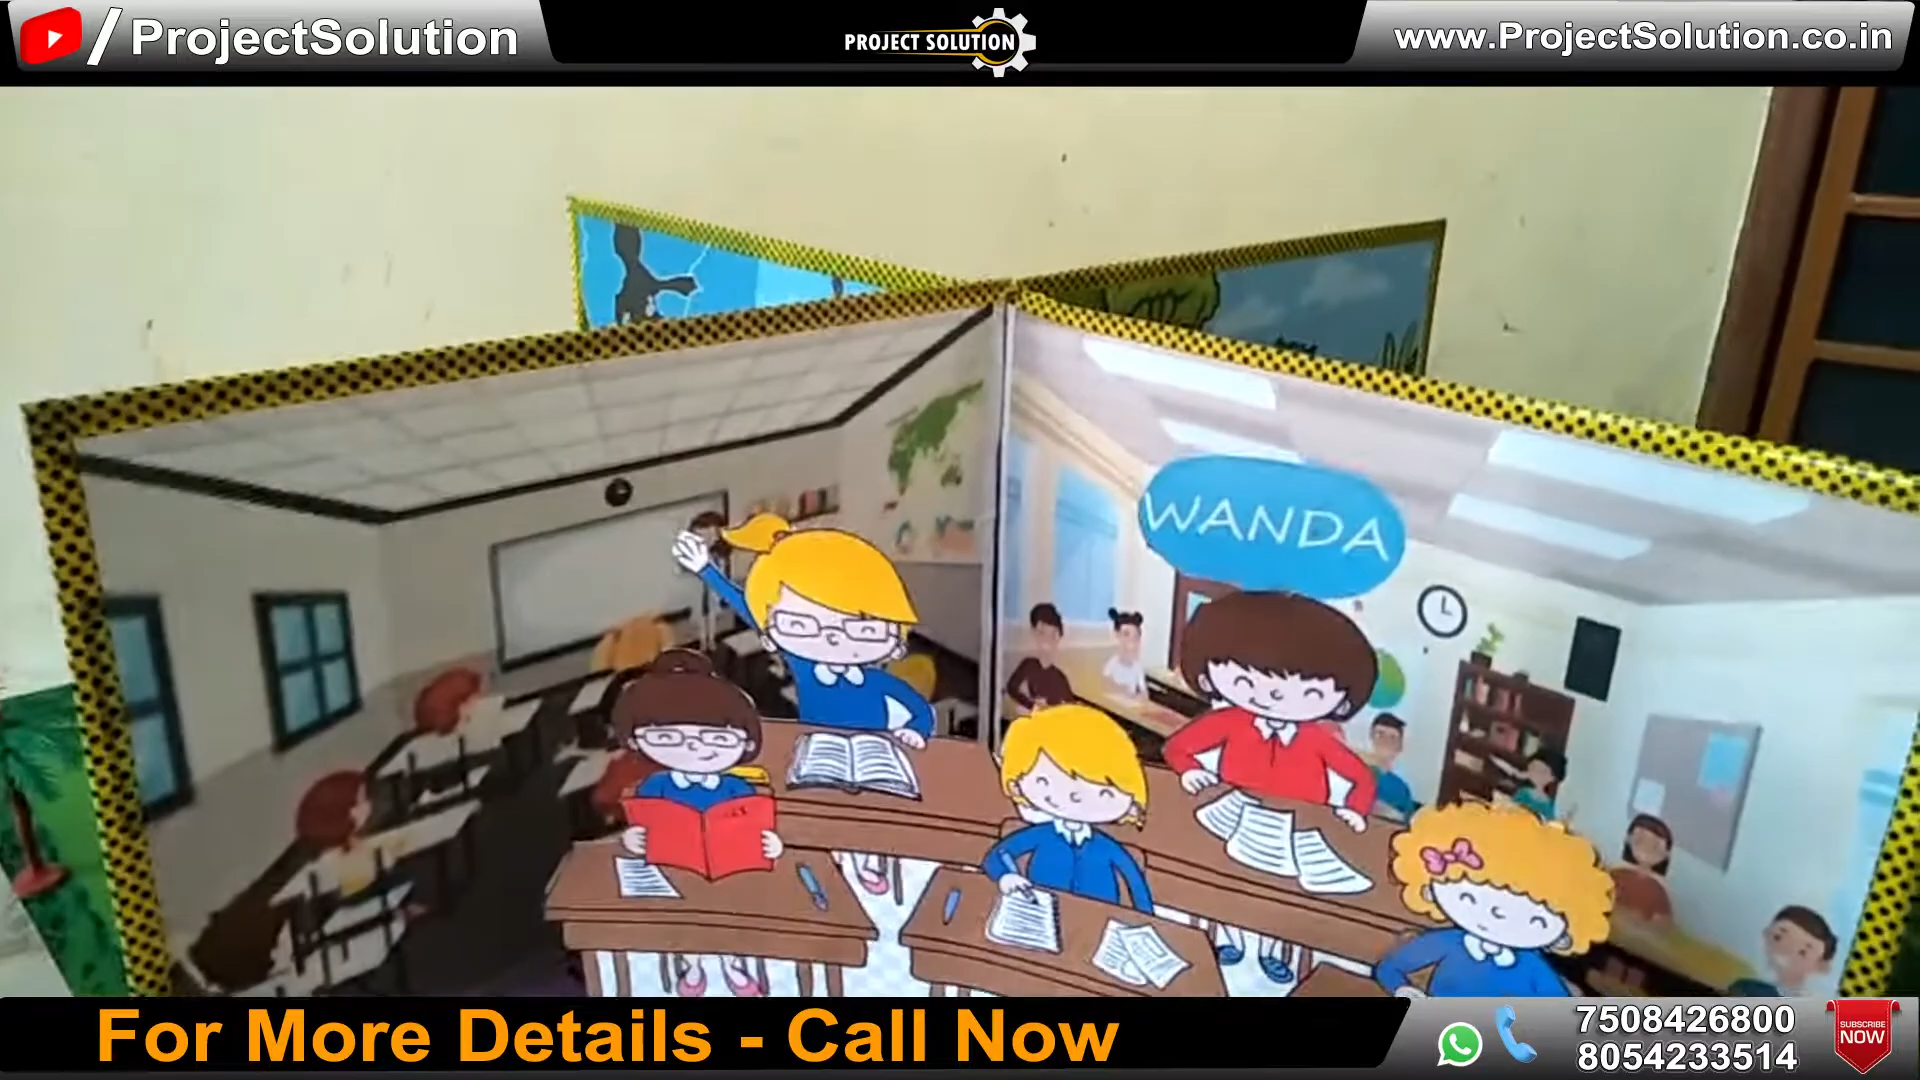 /ProjectSolution
PROJECT SOLUTION
www.ProjectSolution.co.in
WANDA
For More Details - Call Now
7508426800
8054233514
SUBSCRIBE
NOW